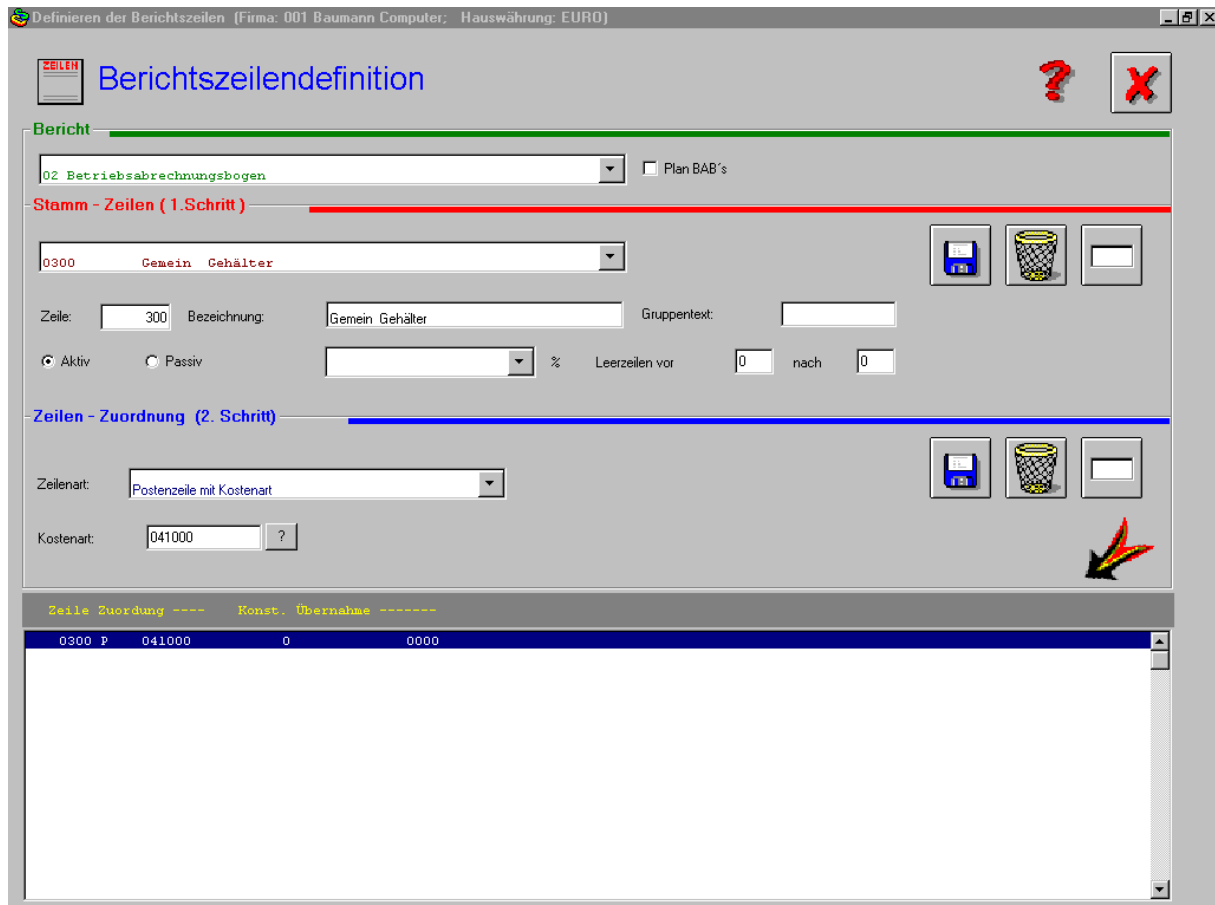 Definieren der Berichtszeilen (Firma: 001 Baumann Computer; Hauswährung: EURO)
ZEILEN
Berichtszeilendefinition
Bericht
02 Betriebsabrechnungsbogen
Plan BAB´s
Stamm - Zeilen ( 1.Schritt )
0300 Gemein Gehälter
Zeile: 300 Bezeichnung: Gemein Gehälter Gruppentext:
Aktiv Passiv % Leerzeilen vor 0 nach 0
Zeilen - Zuordnung (2. Schritt)
Zeilenart: Postenzeile mit Kostenart
Kostenart: 041000 ?
Zeile Zuordung ---- Konst. Übernahme -------
0300 P 041000 0 0000